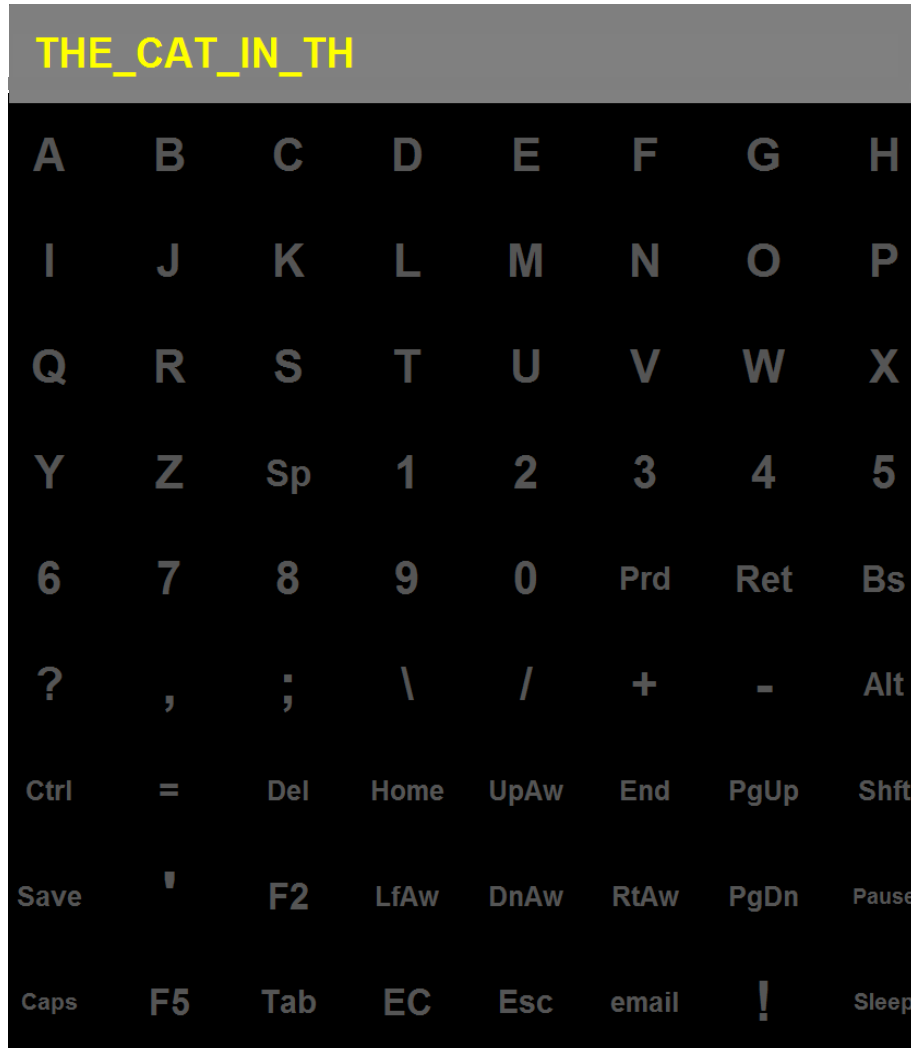 THE_CAT_IN_TH
A B C D E F G H
I J K L M N O P
Q R S T U V W X
Y Z Sp 1 2 3 4 5
6 7 8 9 0 Prd Ret Bs
? , ; \ / + - Alt
Ctrl = Del Home UpAw End PgUp Shft
Save ' F2 LfAw DnAw RtAw PgDn Pause
Caps F5 Tab EC Esc email ! Sleep